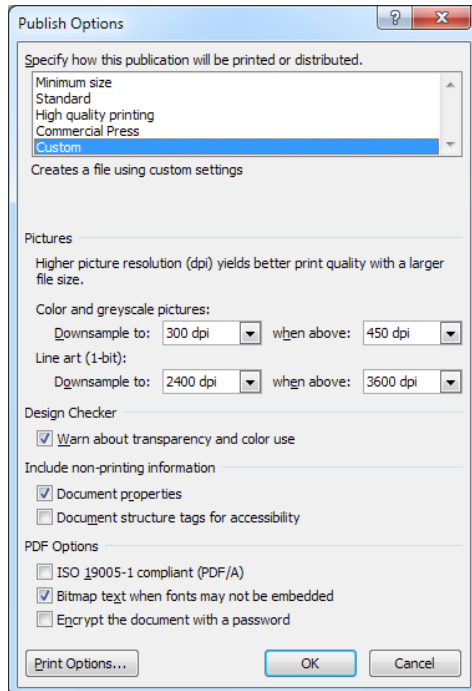 Publish Options
Specify how this publication will be printed or distributed.
Minimum size
Standard
High quality printing
Commercial Press
Custom
Creates a file using custom settings
Pictures
Higher picture resolution (dpi) yields better print quality with a larger
file size.
Color and greyscale pictures:
Downsample to: 300 dpi when above: 450 dpi
Line art (1-bit):
Downsample to: 2400 dpi when above: 3600 dpi
Design Checker
Warn about transparency and color use
Include non-printing information
Document properties
Document structure tags for accessibility
PDF Options
ISO 19005-1 compliant (PDF/A)
Bitmap text when fonts may not be embedded
Encrypt the document with a password
Print Options... OK Cancel